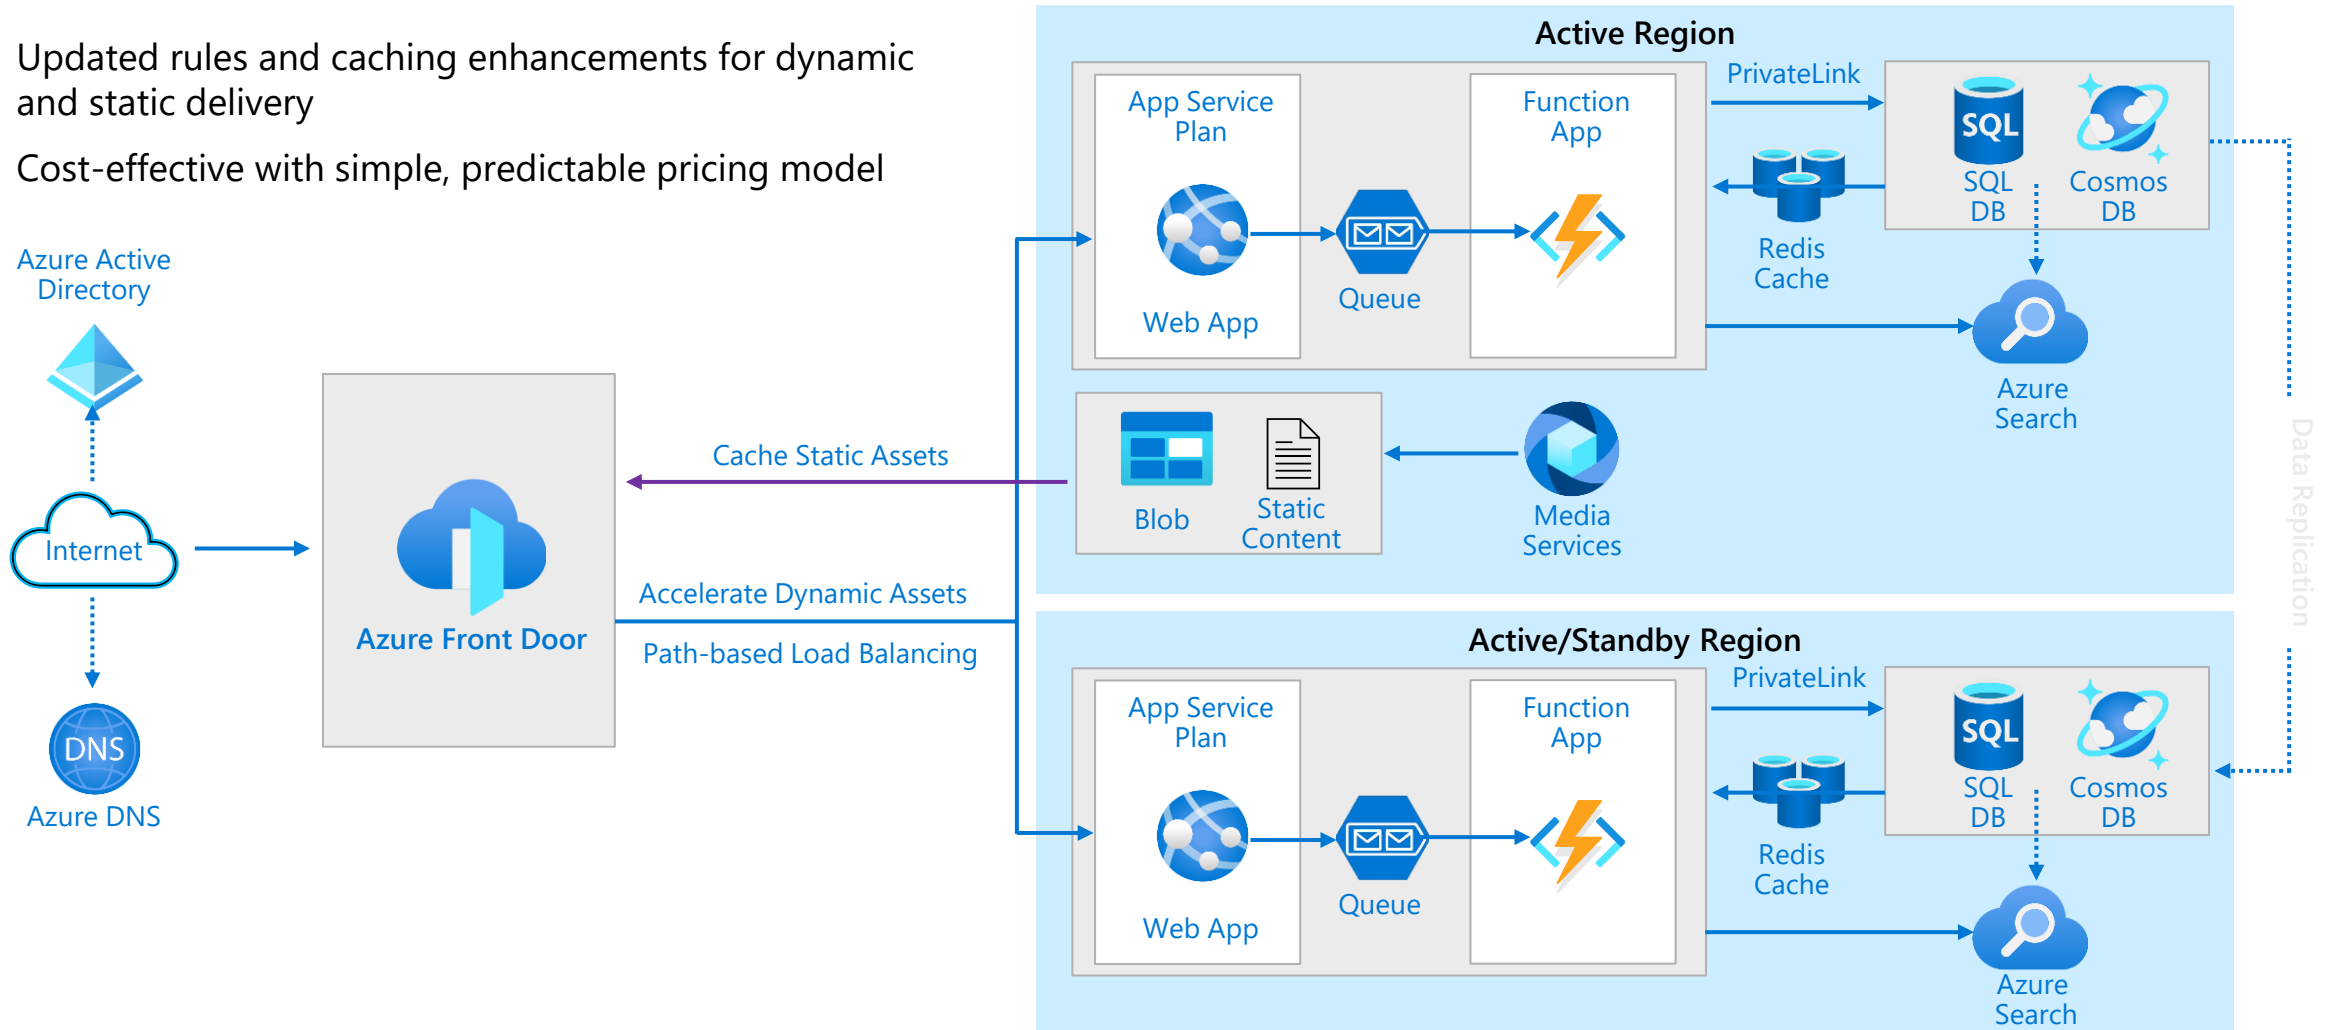 Updated rules and caching enhancements for dynamic
and static delivery
Cost-effective with simple, predictable pricing model
Azure Active
Directory
Internet
DNS
Azure DNS
Azure Front Door
Cache Static Assets
Accelerate Dynamic Assets
Path-based Load Balancing
Active Region
App Service
Plan
Web App
Queue
Function
App
PrivateLink
Redis
Cache
SQL
SQL
DB
Cosmos
DB
Azure
Search
Blob
Static
Content
Media
Services
Data Replication
Active/Standby Region
App Service
Plan
Web App
Queue
Function
App
PrivateLink
Redis
Cache
SQL
SQL
DB
Cosmos
DB
Azure
Search